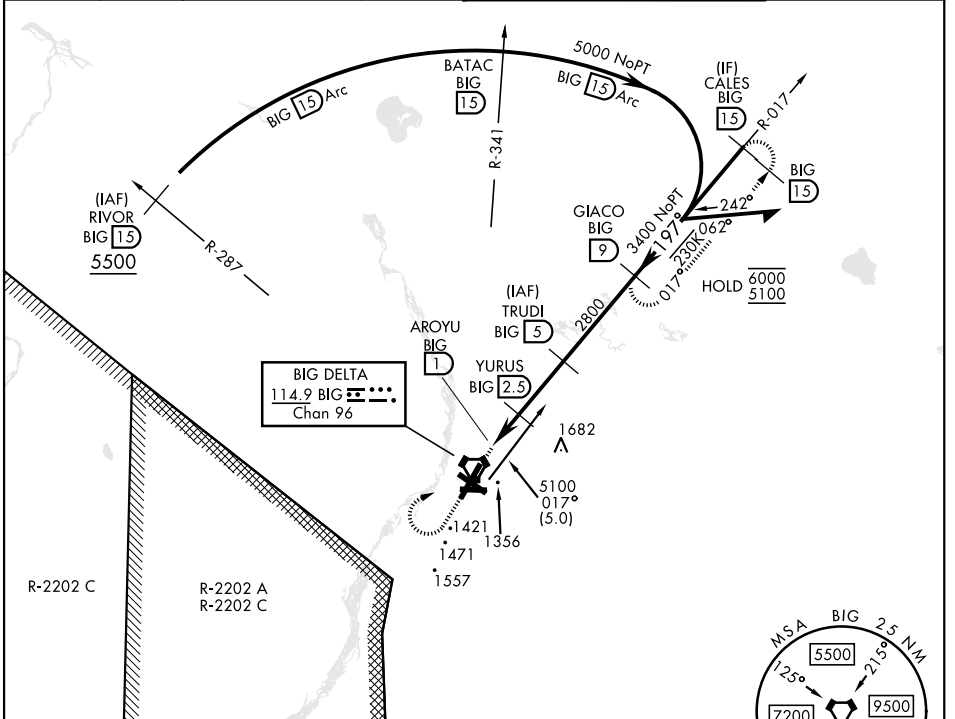 5000 NoPT
BIG 15 Arc
BATAC
BIG
15
BIG 15 Arc
R-341
(IF)
CALES
BIG
15
R-017
BIG
15
(IAF)
RIVOR
BIG 15
5500
R-287
GIACO
BIG
9
3400 NoPT
197°
242°
062°
230K
017°
HOLD 6000
5100
2800
(IAF)
TRUDI
BIG 5
AROYU
BIG
1
YURUS
BIG 2.5
BIG DELTA
114.9 BIG
Chan 96
1682
5100
017°
(5.0)
1356
1421
1471
1557
R-2202 C
R-2202 A
R-2202 C
MSA BIG 25 NM
5500
125°
215°
7200
9500